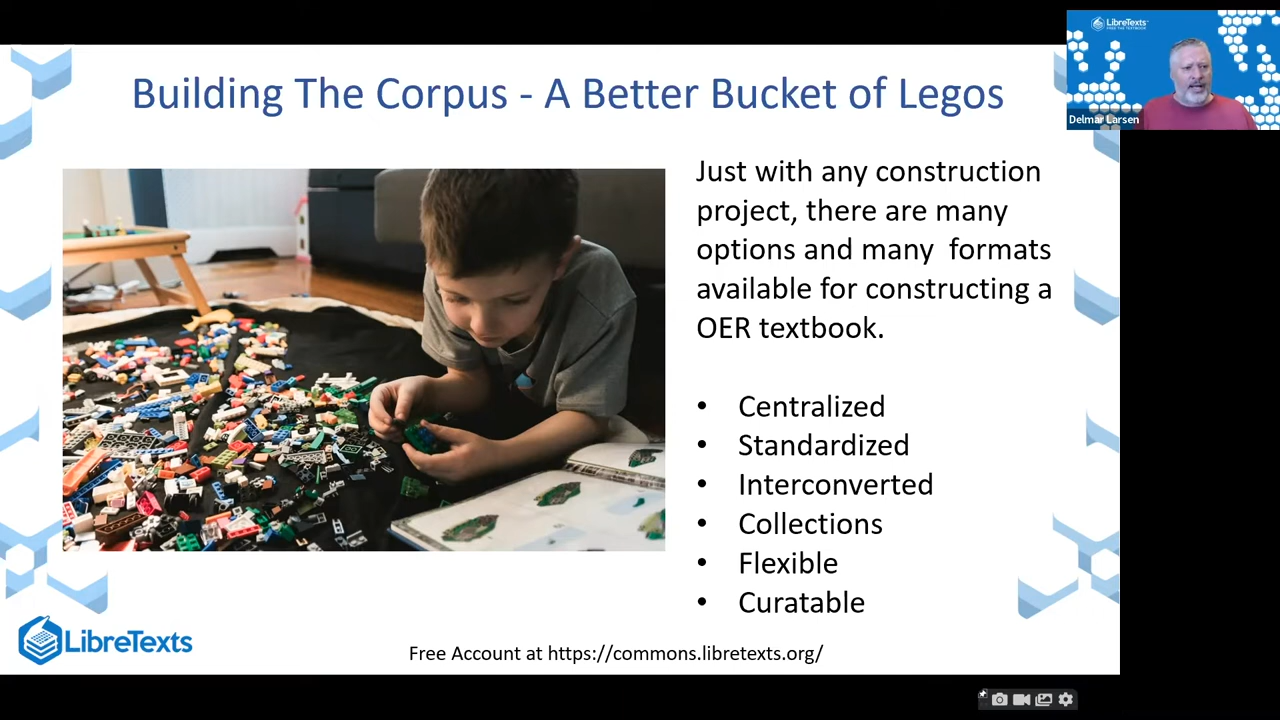 Building The Corpus - A Better Bucket of Legos
LibreTexts
Delmar Larsen
Just with any construction
project, there are many
options and many formats
available for constructing a
OER textbook.
• Centralized
• Standardized
• Interconverted
• Collections
• Flexible
• Curatable
LibreTexts
Free Account at https://commons.libretexts.org/